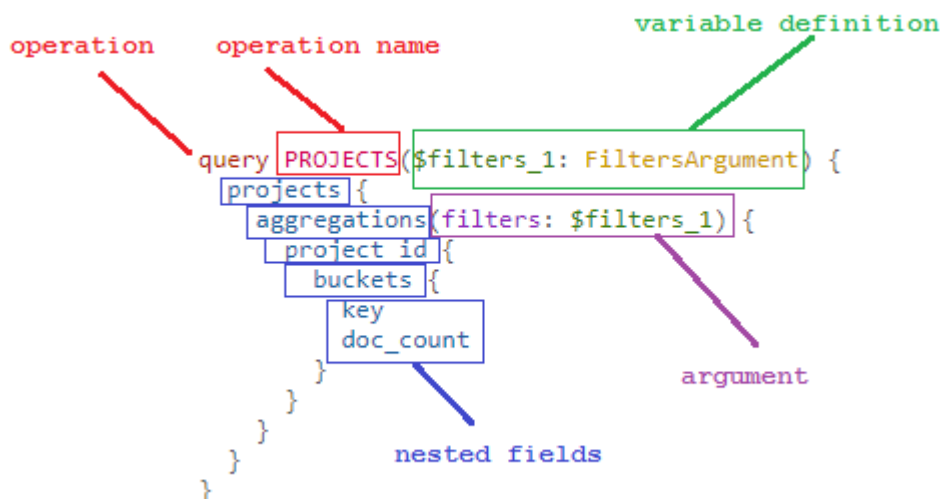 variable definition
operation operation name
query PROJECTS($filters_1: FiltersArgument) {
projects {
aggregations(filters: $filters_1) {
project_id {
buckets {
key
doc_count
}
argument
}
}
nested fields
}
}